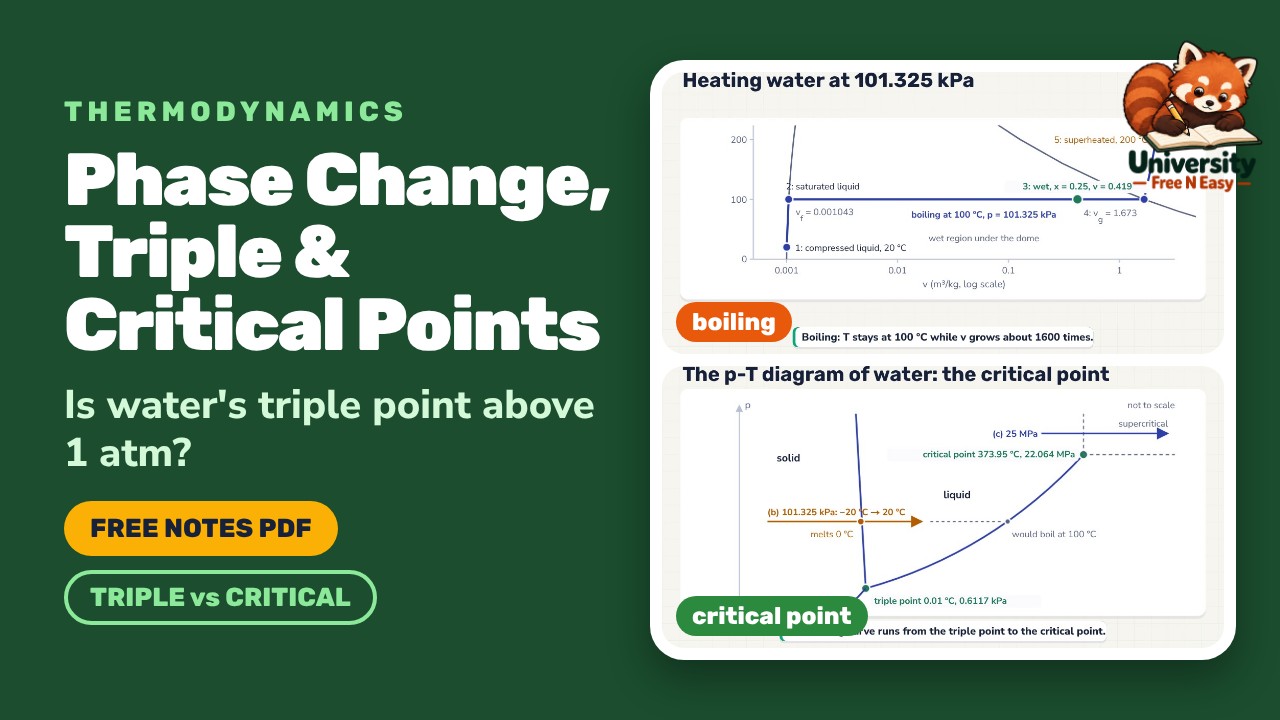 THERMODYNAMICS
Phase Change,
Triple &
Critical Points
Is water's triple point above
1 atm?
FREE NOTES PDF
TRIPLE vs CRITICAL
Heating water at 101.325 kPa
200
100
0
5: superheated, 200 °C
2: saturated liquid
3: wet, x = 0.25, v = 0.419
vf = 0.001043
boiling at 100 °C, p = 101.325 kPa
4: vg = 1.673
wet region under the dome
1: compressed liquid, 20 °C
0.001
0.01
0.1
1
v (m³/kg, log scale)
boiling
Boiling: T stays at 100 °C while v grows about 1600 times.
University
Free N Easy
The p-T diagram of water: the critical point
p
not to scale
supercritical
(c) 25 MPa
critical point 373.95 °C, 22.064 MPa
solid
liquid
(b) 101.325 kPa: −20 °C → 20 °C
melts 0 °C
would boil at 100 °C
triple point 0.01 °C, 0.6117 kPa
critical point
runs from the triple point to the critical point.